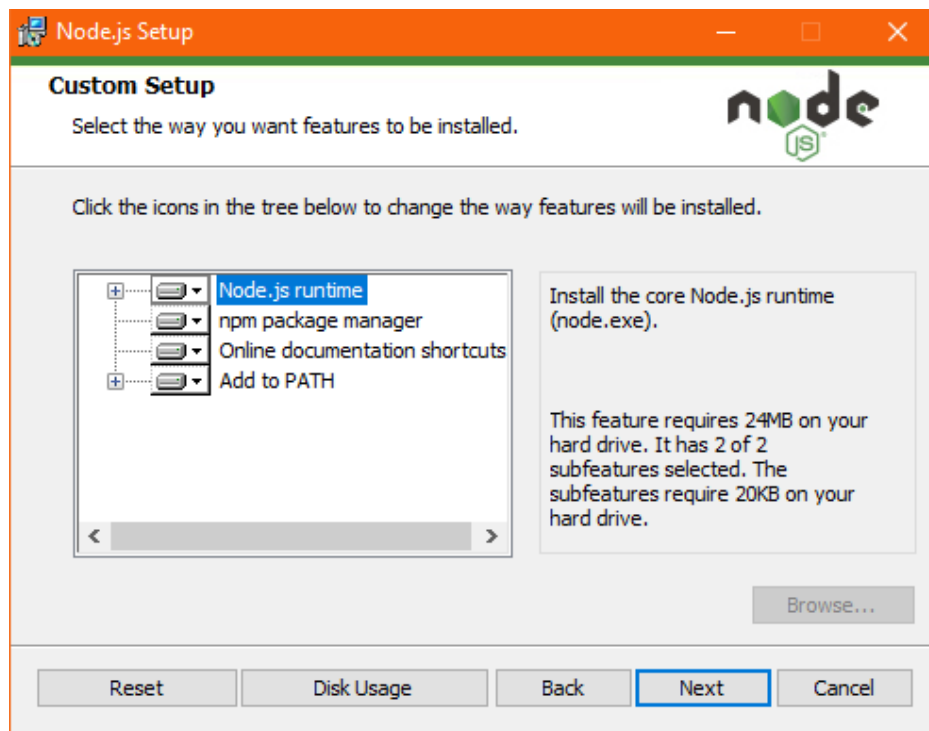 Node.js Setup
Custom Setup
Select the way you want features to be installed.
node
JS
Click the icons in the tree below to change the way features will be installed.
Node.js runtime
npm package manager
Online documentation shortcuts
Add to PATH
Install the core Node.js runtime
(node.exe).
This feature requires 24MB on your
hard drive. It has 2 of 2
subfeatures selected. The
subfeatures require 20KB on your
hard drive.
Browse...
Reset
Disk Usage
Back
Next
Cancel